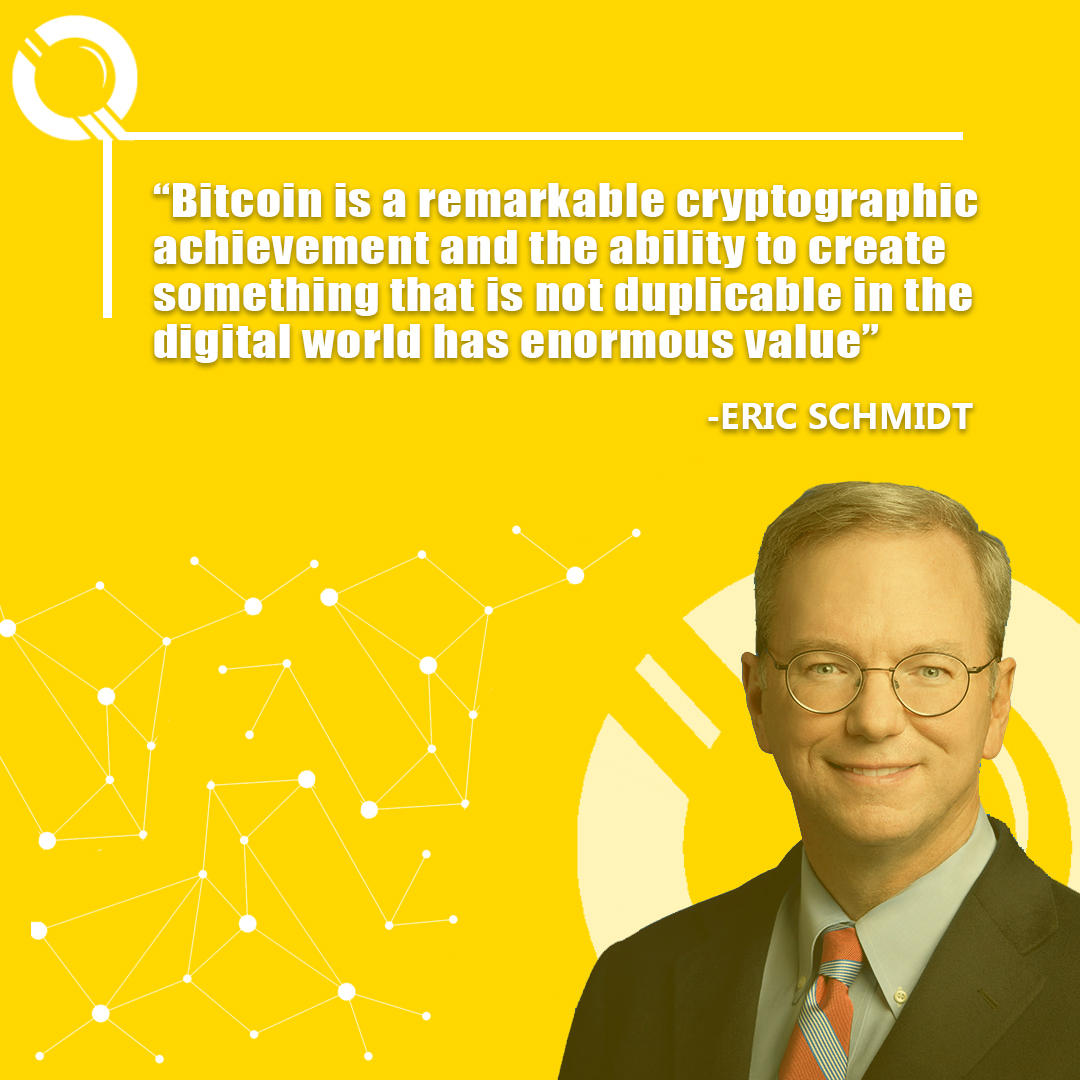 “Bitcoin is a remarkable cryptographic
achievement and the ability to create
something that is not duplicable in the
digital world has enormous value”
-ERIC SCHMIDT